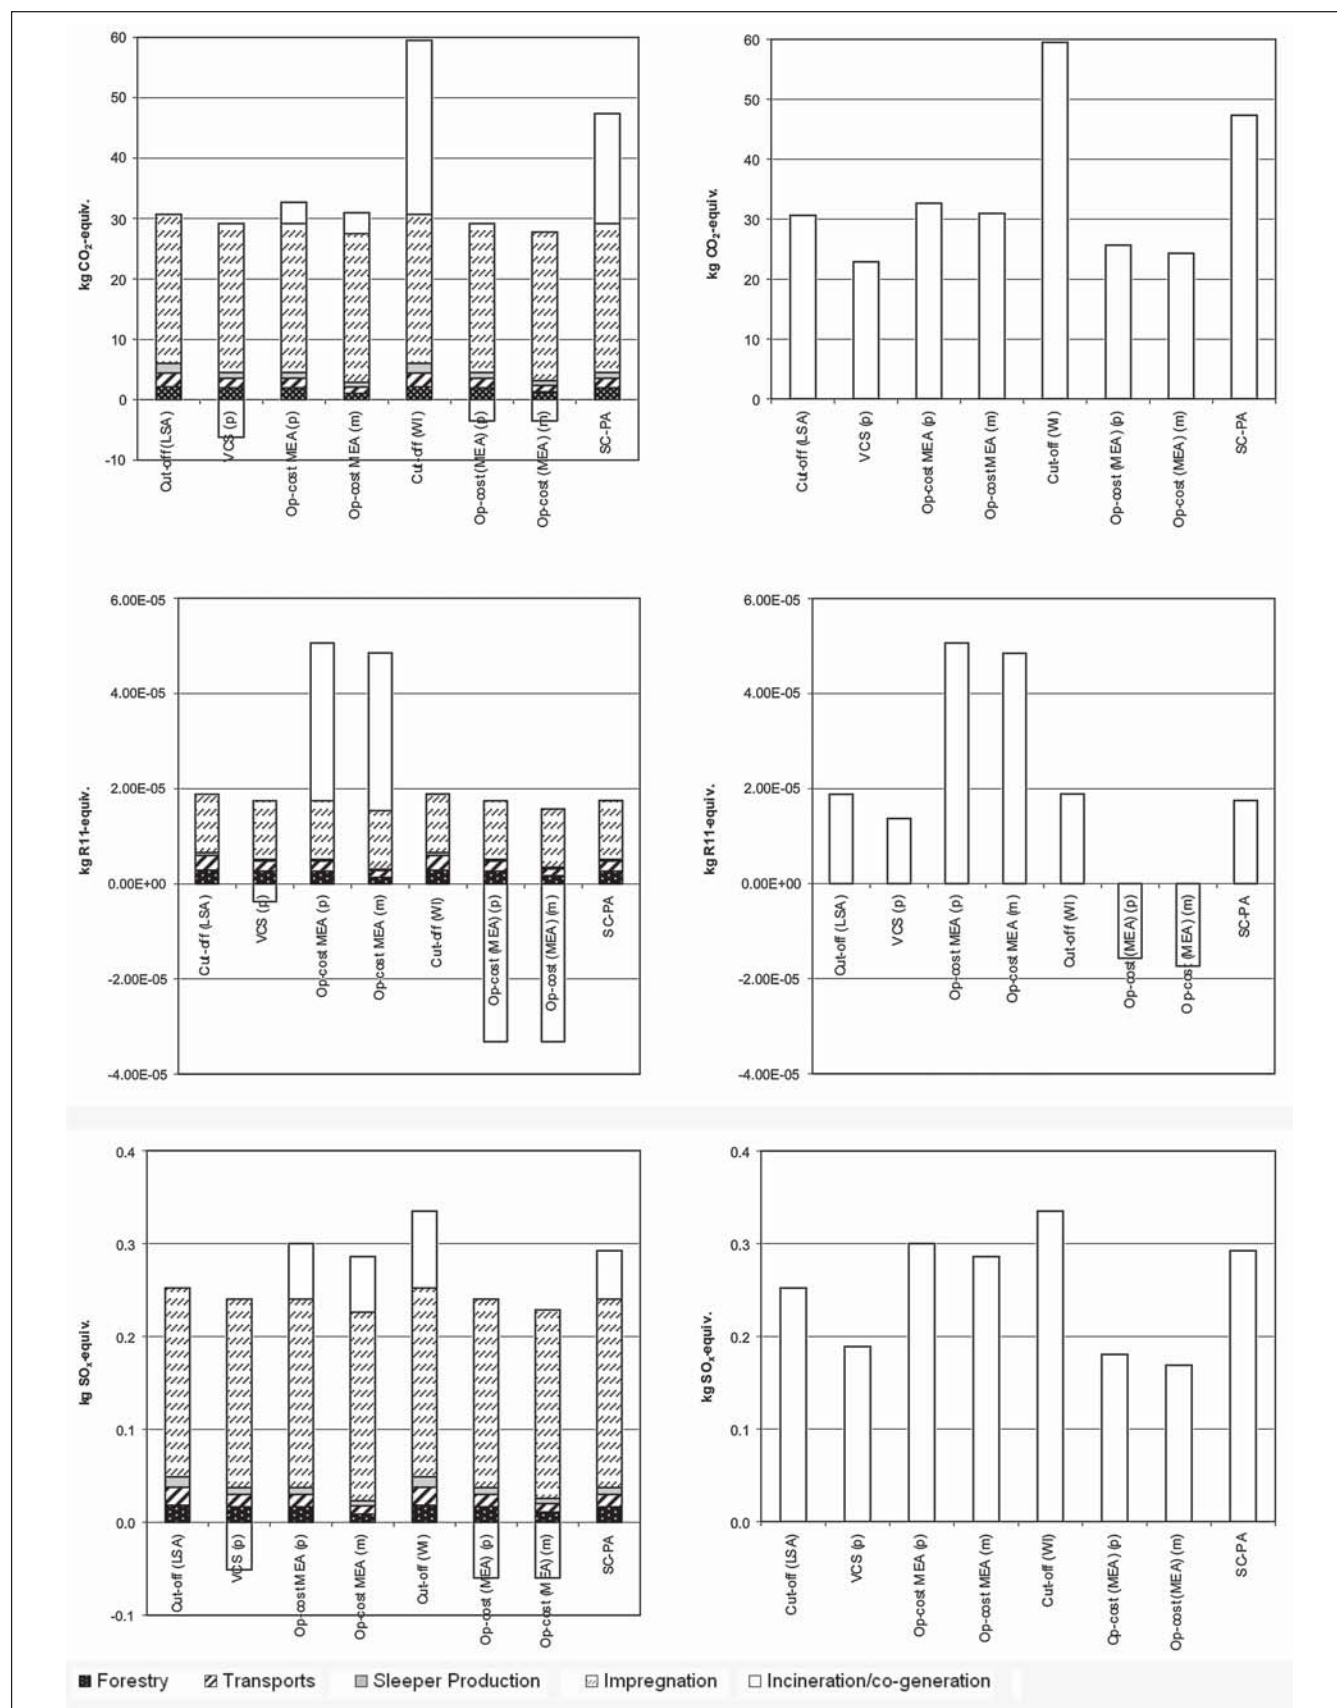 60
50
40
30
20
10
0
-10
kg CO₂-equiv.
Cut-off (LSA)
VCS (p)
Op-cost MEA (p)
Op-cost MEA (m)
Cut-off (WI)
Op-cost (MEA) (p)
Op-cost (MEA) (m)
SC-PA
60
50
40
30
20
10
0
kg CO₂-equiv.
Cut-off (LSA)
VCS (p)
Op-cost MEA (p)
Op-cost MEA (m)
Cut-off (WI)
Op-cost (MEA) (p)
Op-cost (MEA) (m)
SC-PA
6.00E-05
4.00E-05
2.00E-05
0.00E+00
-2.00E-05
-4.00E-05
kg R11-equiv.
Cut-off (LSA)
VCS (p)
Op-cost MEA (p)
Op-cost MEA (m)
Cut-off (WI)
Op-cost (MEA) (p)
Op-cost (MEA) (m)
SC-PA
6.00E-05
4.00E-05
2.00E-05
0.00E+00
-2.00E-05
-4.00E-05
kg R11-equiv.
Cut-off (LSA)
VCS (p)
Op-cost MEA (p)
Op-cost MEA (m)
Cut-off (WI)
Op-cost (MEA) (p)
Op-cost (MEA) (m)
SC-PA
0.4
0.3
0.2
0.1
0.0
-0.1
kg SOₓ-equiv.
Cut-off (LSA)
VCS (p)
Op-cost MEA (p)
Op-cost MEA (m)
Cut-off (WI)
Op-cost (MEA) (p)
Op-cost (MEA) (m)
SC-PA
0.4
0.3
0.2
0.1
0.0
kg SOₓ-equiv.
Cut-off (LSA)
VCS (p)
Op-cost MEA (p)
Op-cost MEA (m)
Cut-off (WI)
Op-cost (MEA) (p)
Op-cost (MEA) (m)
SC-PA
Forestry Transports Sleeper Production Impregnation Incineration/co-generation